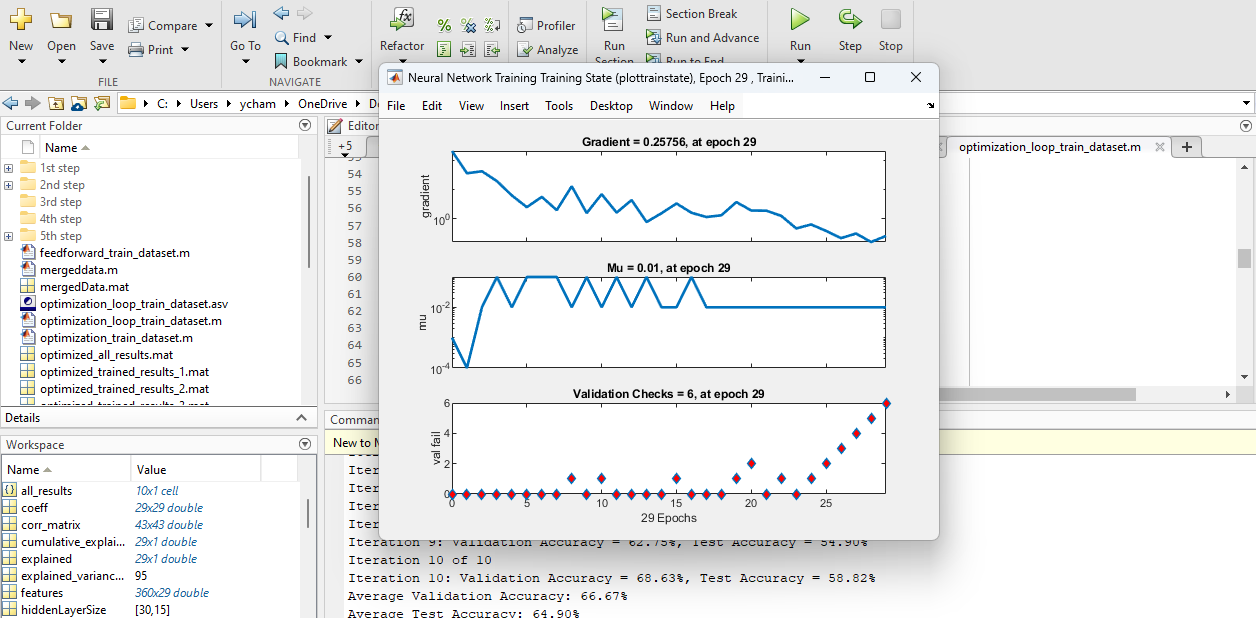 New
Open
Save
Compare
Print
FILE
Go To
Find
Bookmark
NAVIGATE
Refactor
%
Profiler
Analyze
Run
Section
Section Break
Run and Advance
Run to End
Run
Step
Stop
C: Users ycham OneDrive
Current Folder
Name
1st step
2nd step
3rd step
4th step
5th step
feedforward_train_dataset.m
mergeddata.m
mergedData.mat
optimization_loop_train_dataset.asv
optimization_loop_train_dataset.m
optimization_train_dataset.m
optimized_all_results.mat
optimized_trained_results_1.mat
optimized_trained_results_2.mat
optimized_trained_results_3.mat
Details
Workspace
Name Value
all_results 10x1 cell
coeff 29x29 double
corr_matrix 43x43 double
cumulative_explai... 29x1 double
explained 29x1 double
explained_varianc... 95
features 360x29 double
hiddenLayerSize [30,15]
Editor
+5
optimization_loop_train_dataset.m
53
54
55
56
57
58
59
60
61
62
63
64
65
66
Neural Network Training Training State (plottrainstate), Epoch 29 , Traini...
File Edit View Insert Tools Desktop Window Help
Gradient = 0.25756, at epoch 29
gradient
10^0
Mu = 0.01, at epoch 29
mu
10^-2
10^-4
Validation Checks = 6, at epoch 29
val fail
6
4
2
0
0 5 10 15 20 25
29 Epochs
New to M
Iter
Iter
Iter
Iter
Iteration 9: Validation Accuracy = 62.75%, Test Accuracy = 54.90%
Iteration 10 of 10
Iteration 10: Validation Accuracy = 68.63%, Test Accuracy = 58.82%
Average Validation Accuracy: 66.67%
Average Test Accuracy: 64.90%